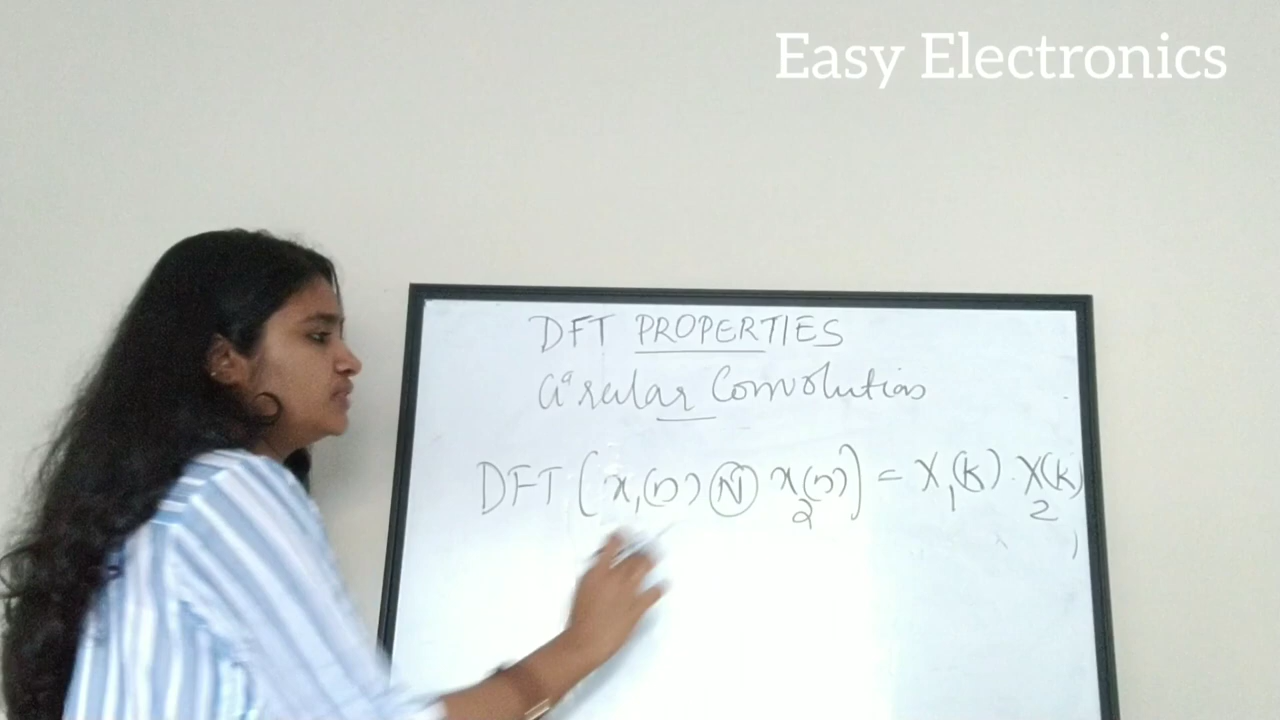 Easy Electronics
DFT PROPERTIES
Circular Convolution
DFT (x₁(n) Ⓝ x₂(n)) = X₁(k) · X₂(k)